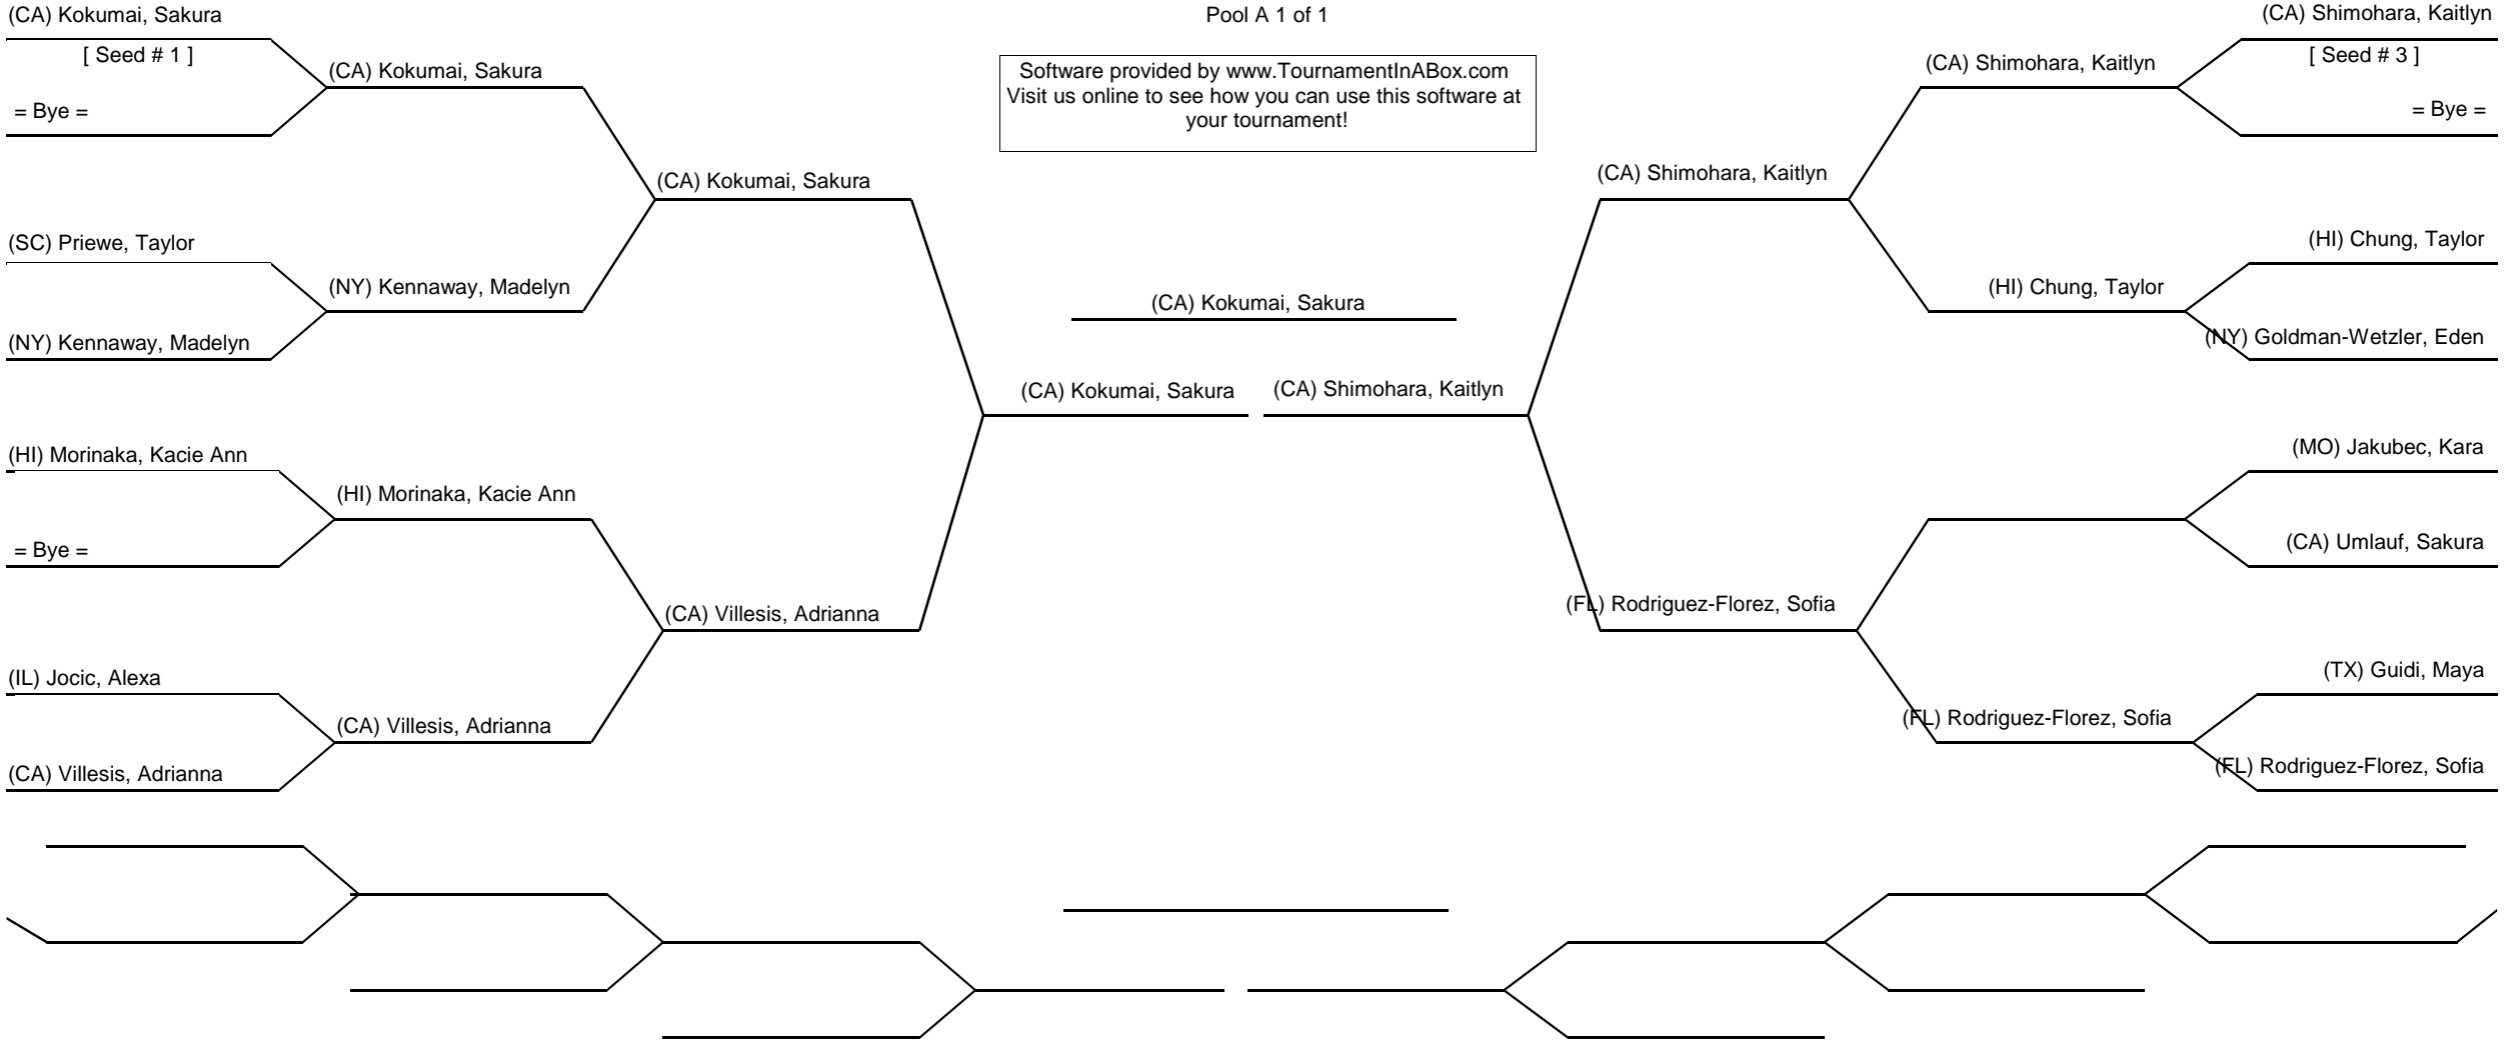 (CA) Kokumai, Sakura
[ Seed # 1 ]
= Bye =
(SC) Priewe, Taylor
(NY) Kennaway, Madelyn
(HI) Morinaka, Kacie Ann
= Bye =
(IL) Jocic, Alexa
(CA) Villesis, Adrianna
(CA) Kokumai, Sakura
(NY) Kennaway, Madelyn
(HI) Morinaka, Kacie Ann
(CA) Villesis, Adrianna
(CA) Kokumai, Sakura
(CA) Villesis, Adrianna
Pool A 1 of 1
Software provided by www.TournamentInABox.com
Visit us online to see how you can use this software at
your tournament!
(CA) Kokumai, Sakura
(CA) Kokumai, Sakura
(CA) Shimohara, Kaitlyn
(CA) Shimohara, Kaitlyn
(FL) Rodriguez-Florez, Sofia
(CA) Shimohara, Kaitlyn
(HI) Chung, Taylor
(FL) Rodriguez-Florez, Sofia
(CA) Shimohara, Kaitlyn
[ Seed # 3 ]
= Bye =
(HI) Chung, Taylor
(NY) Goldman-Wetzler, Eden
(MO) Jakubec, Kara
(CA) Umlauf, Sakura
(TX) Guidi, Maya
(FL) Rodriguez-Florez, Sofia